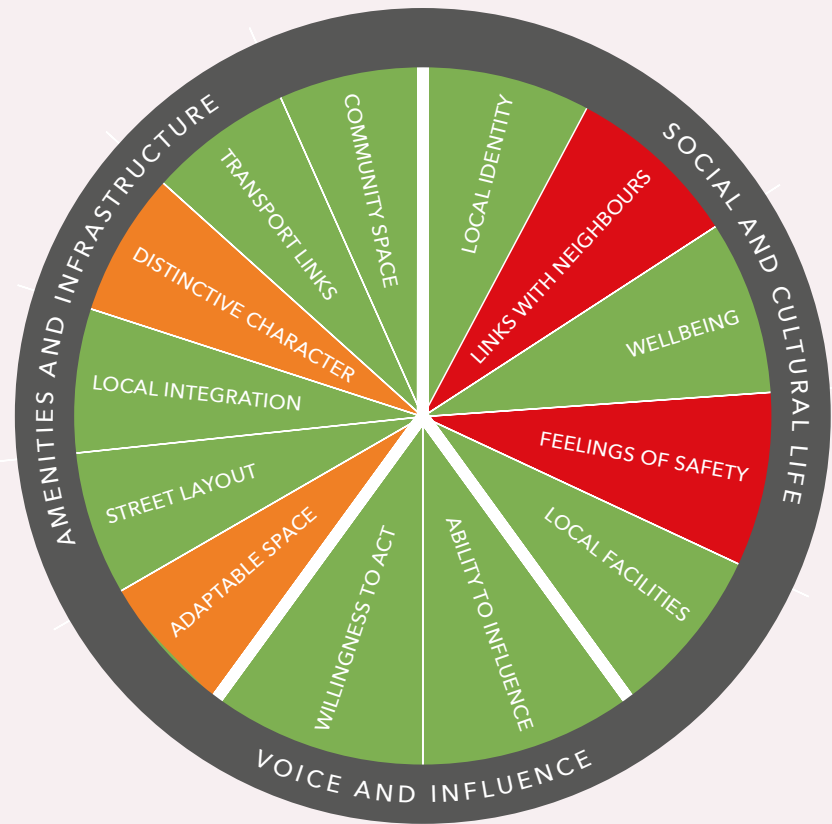 SOCIAL AND CULTURAL LIFE
LOCAL IDENTITY
LINKS WITH NEIGHBOURS
WELLBEING
FEELINGS OF SAFETY
LOCAL FACILITIES
VOICE AND INFLUENCE
ABILITY TO INFLUENCE
WILLINGNESS TO ACT
AMENITIES AND INFRASTRUCTURE
ADAPTABLE SPACE
STREET LAYOUT
LOCAL INTEGRATION
DISTINCTIVE CHARACTER
TRANSPORT LINKS
COMMUNITY SPACE